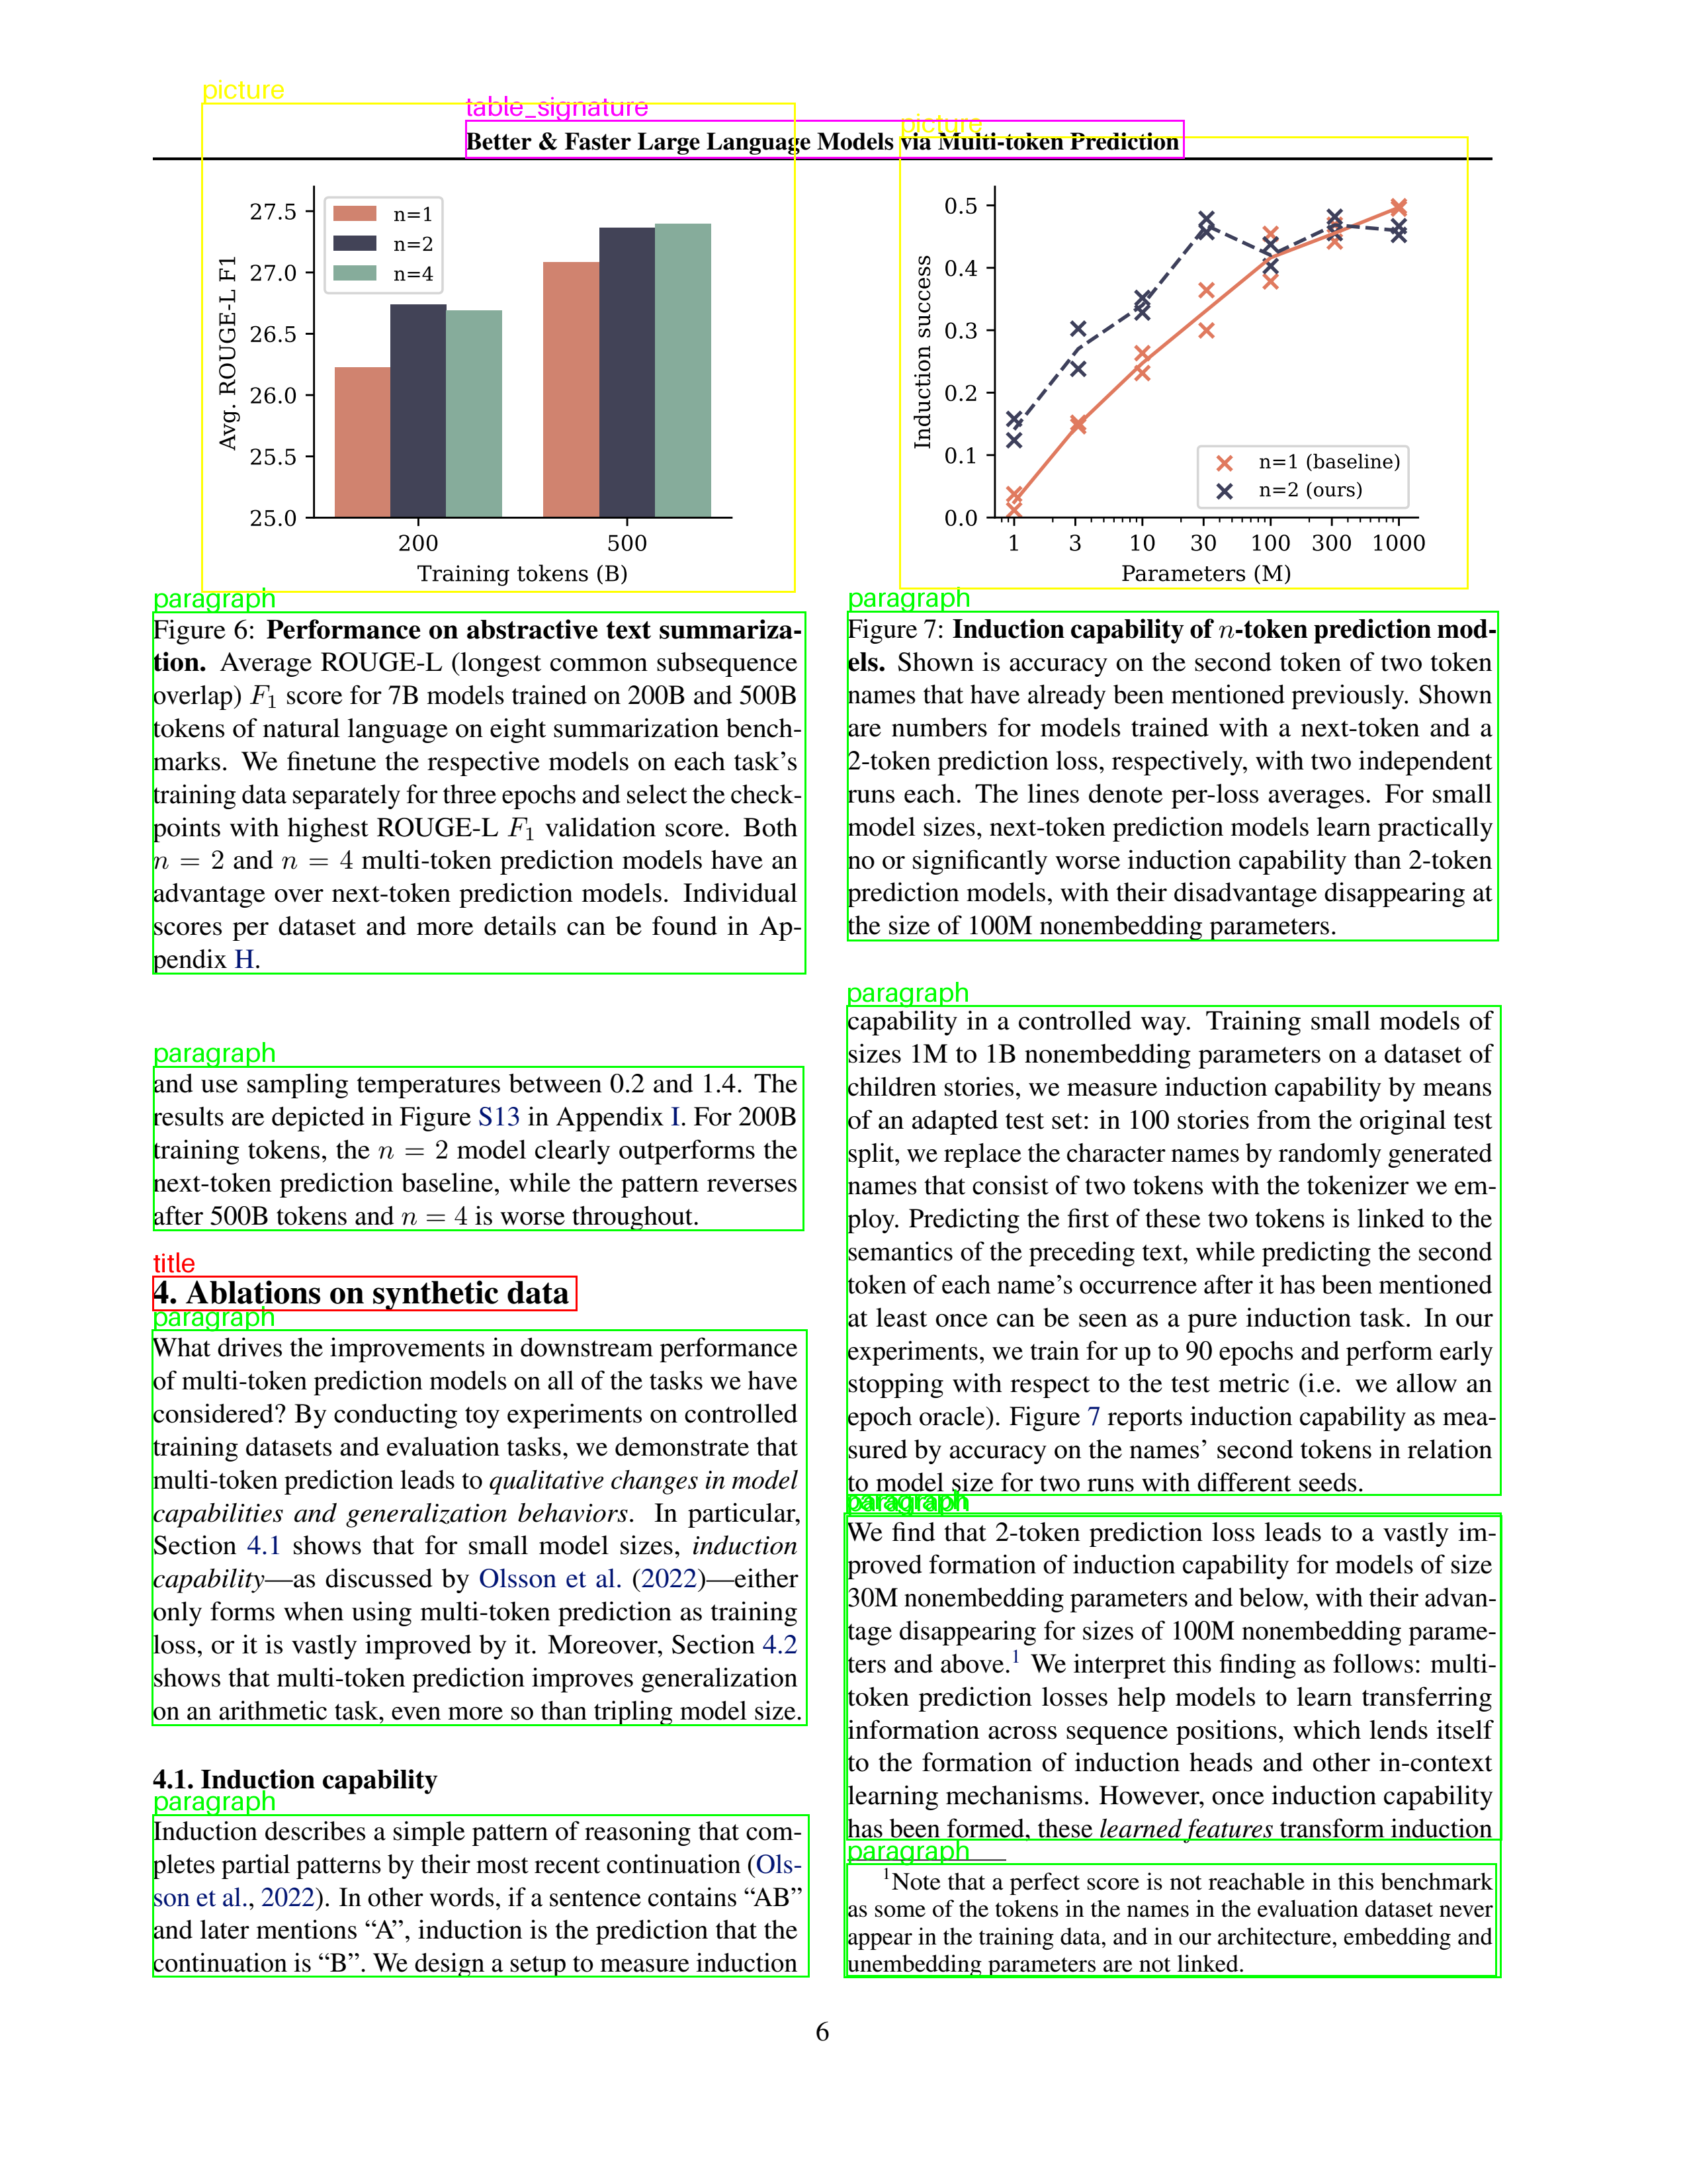 picture
table_signature
picture
Better & Faster Large Language Models via Multi-token Prediction
27.5
27.0
26.5
26.0
25.5
25.0
Avg. ROUGE-L F1
n=1
n=2
n=4
200
500
Training tokens (B)
0.5
0.4
0.3
0.2
0.1
0.0
Induction success
n=1 (baseline)
n=2 (ours)
1
3
10
30
100
300
1000
Parameters (M)
paragraph
Figure 6: Performance on abstractive text summariza-
tion. Average ROUGE-L (longest common subsequence
overlap) F₁ score for 7B models trained on 200B and 500B
tokens of natural language on eight summarization bench-
marks. We finetune the respective models on each task’s
training data separately for three epochs and select the check-
points with highest ROUGE-L F₁ validation score. Both
n = 2 and n = 4 multi-token prediction models have an
advantage over next-token prediction models. Individual
scores per dataset and more details can be found in Ap-
pendix H.
paragraph
and use sampling temperatures between 0.2 and 1.4. The
results are depicted in Figure S13 in Appendix I. For 200B
training tokens, the n = 2 model clearly outperforms the
next-token prediction baseline, while the pattern reverses
after 500B tokens and n = 4 is worse throughout.
title
4. Ablations on synthetic data
paragraph
What drives the improvements in downstream performance
of multi-token prediction models on all of the tasks we have
considered? By conducting toy experiments on controlled
training datasets and evaluation tasks, we demonstrate that
multi-token prediction leads to qualitative changes in model
capabilities and generalization behaviors. In particular,
Section 4.1 shows that for small model sizes, induction
capability—as discussed by Olsson et al. (2022)—either
only forms when using multi-token prediction as training
loss, or it is vastly improved by it. Moreover, Section 4.2
shows that multi-token prediction improves generalization
on an arithmetic task, even more so than tripling model size.
4.1. Induction capability
paragraph
Induction describes a simple pattern of reasoning that com-
pletes partial patterns by their most recent continuation (Ols-
son et al., 2022). In other words, if a sentence contains “AB”
and later mentions “A”, induction is the prediction that the
continuation is “B”. We design a setup to measure induction
paragraph
Figure 7: Induction capability of n-token prediction mod-
els. Shown is accuracy on the second token of two token
names that have already been mentioned previously. Shown
are numbers for models trained with a next-token and a
2-token prediction loss, respectively, with two independent
runs each. The lines denote per-loss averages. For small
model sizes, next-token prediction models learn practically
no or significantly worse induction capability than 2-token
prediction models, with their disadvantage disappearing at
the size of 100M nonembedding parameters.
paragraph
capability in a controlled way. Training small models of
sizes 1M to 1B nonembedding parameters on a dataset of
children stories, we measure induction capability by means
of an adapted test set: in 100 stories from the original test
split, we replace the character names by randomly generated
names that consist of two tokens with the tokenizer we em-
ploy. Predicting the first of these two tokens is linked to the
semantics of the preceding text, while predicting the second
token of each name’s occurrence after it has been mentioned
at least once can be seen as a pure induction task. In our
experiments, we train for up to 90 epochs and perform early
stopping with respect to the test metric (i.e. we allow an
epoch oracle). Figure 7 reports induction capability as mea-
sured by accuracy on the names’ second tokens in relation
to model size for two runs with different seeds.
paragraph
paragraph
We find that 2-token prediction loss leads to a vastly im-
proved formation of induction capability for models of size
30M nonembedding parameters and below, with their advan-
tage disappearing for sizes of 100M nonembedding parame-
ters and above.¹ We interpret this finding as follows: multi-
token prediction losses help models to learn transferring
information across sequence positions, which lends itself
to the formation of induction heads and other in-context
learning mechanisms. However, once induction capability
has been formed, these learned features transform induction
paragraph
¹Note that a perfect score is not reachable in this benchmark
as some of the tokens in the names in the evaluation dataset never
appear in the training data, and in our architecture, embedding and
unembedding parameters are not linked.
6